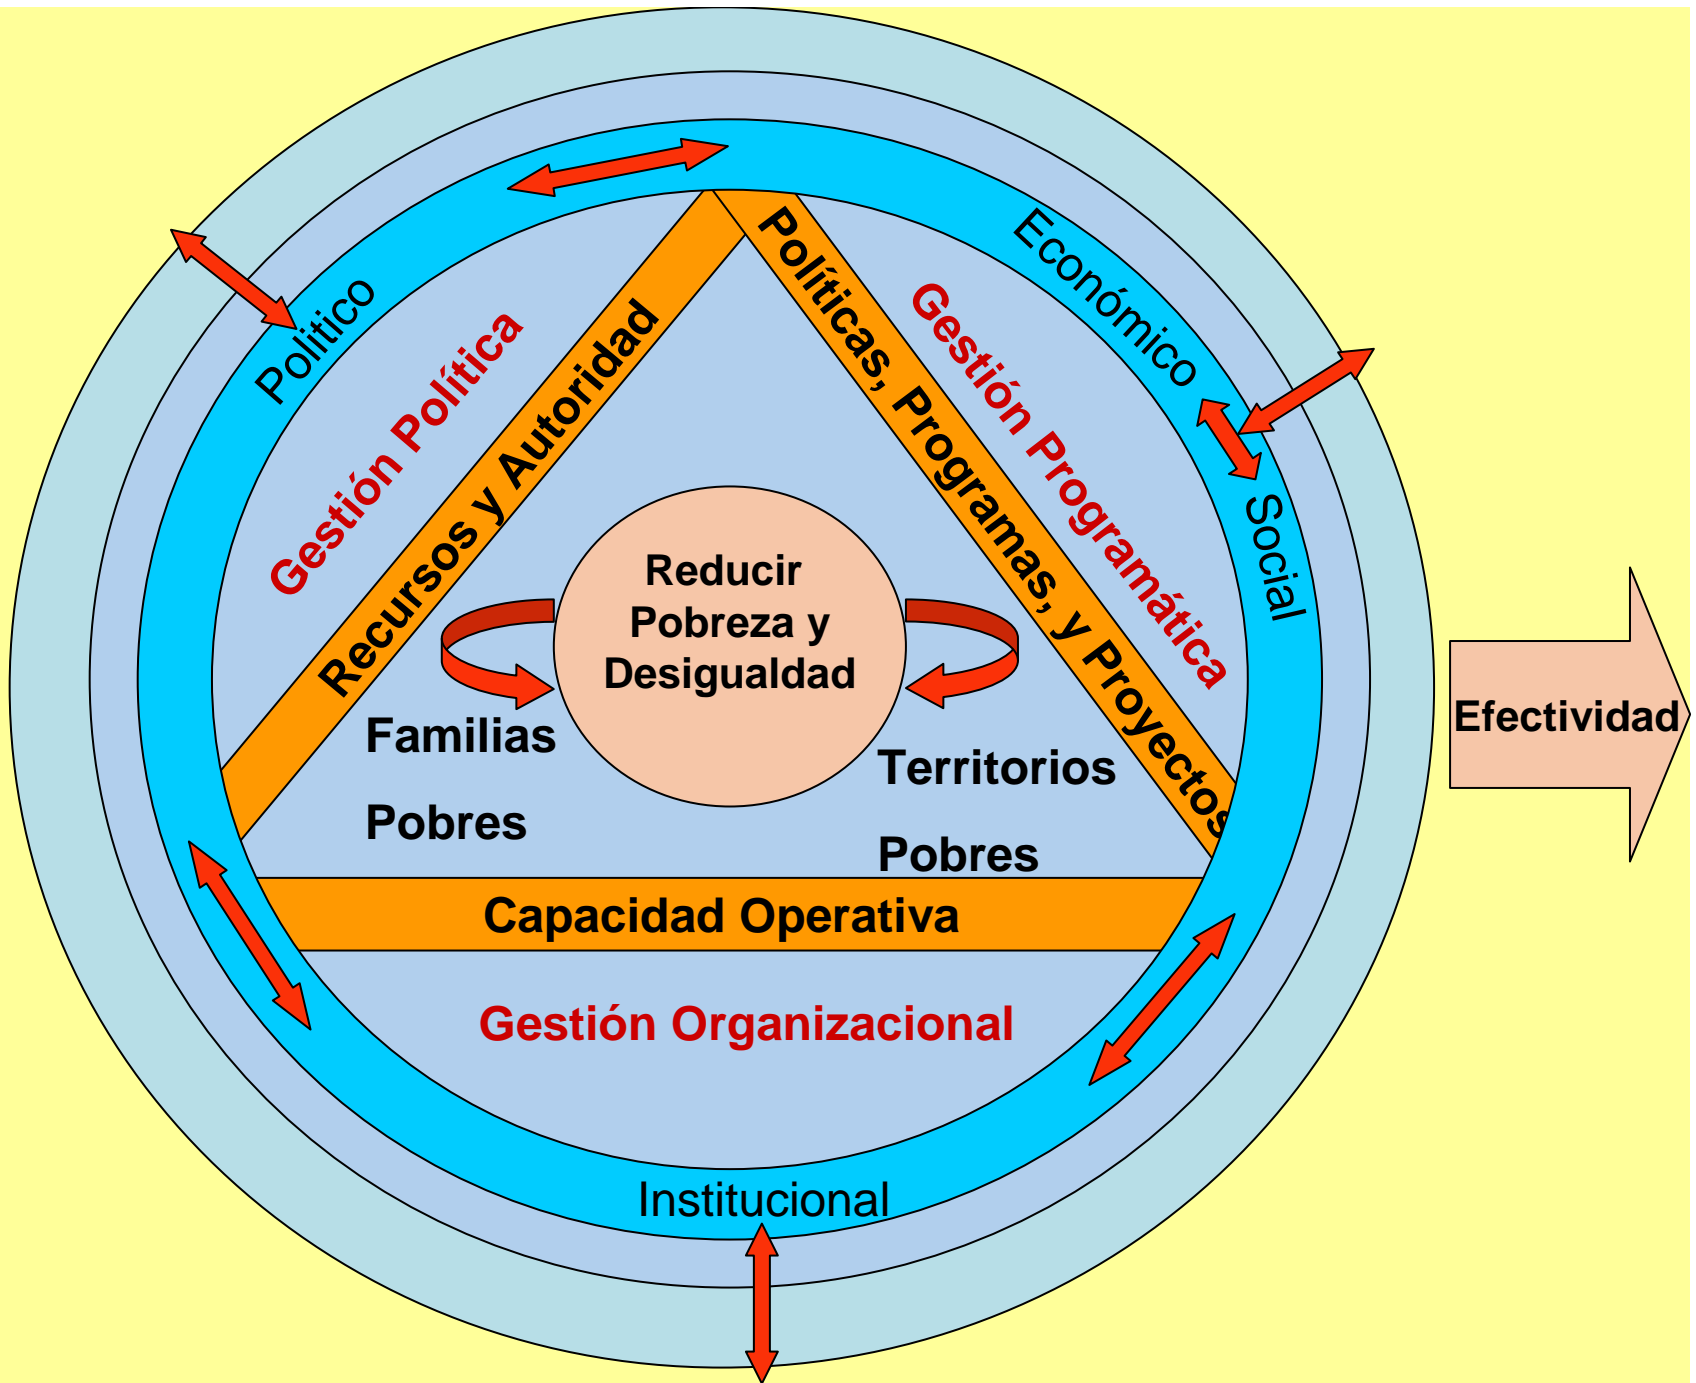 Politico
Económico
Social
Gestión Política
Recursos y Autoridad
Políticas, Programas, y Proyectos
Gestión Programática
Reducir
Pobreza y
Desigualdad
Familias
Pobres
Territorios
Pobres
Efectividad
Capacidad Operativa
Gestión Organizacional
Institucional